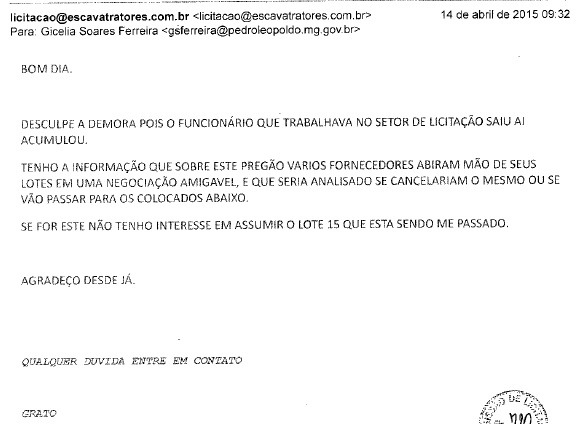 licitacao@escavatratores.com.br <licitacao@escavatratores.com.br> 14 de abril de 2015 09:32
Para: Gicelia Soares Ferreira <gsferreira@pedroleopoldo.mg.gov.br>
BOM DIA.
DESCULPE A DEMORA POIS O FUNCIONÁRIO QUE TRABALHAVA NO SETOR DE LICITAÇÃO SAIU AI
ACUMULOU.
TENHO A INFORMAÇÃO QUE SOBRE ESTE PREGÃO VARIOS FORNECEDORES ABIRAM MÃO DE SEUS
LOTES EM UMA NEGOCIAÇÃO AMIGAVEL, E QUE SERIA ANALISADO SE CANCELARIAM O MESMO OU SE
VÃO PASSAR PARA OS COLOCADOS ABAIXO.
SE FOR ESTE NÃO TENHO INTERESSE EM ASSUMIR O LOTE 15 QUE ESTA SENDO ME PASSADO.
AGRADEÇO DESDE JÁ.
QUALQUER DUVIDA ENTRE EM CONTATO
GRATO
DE